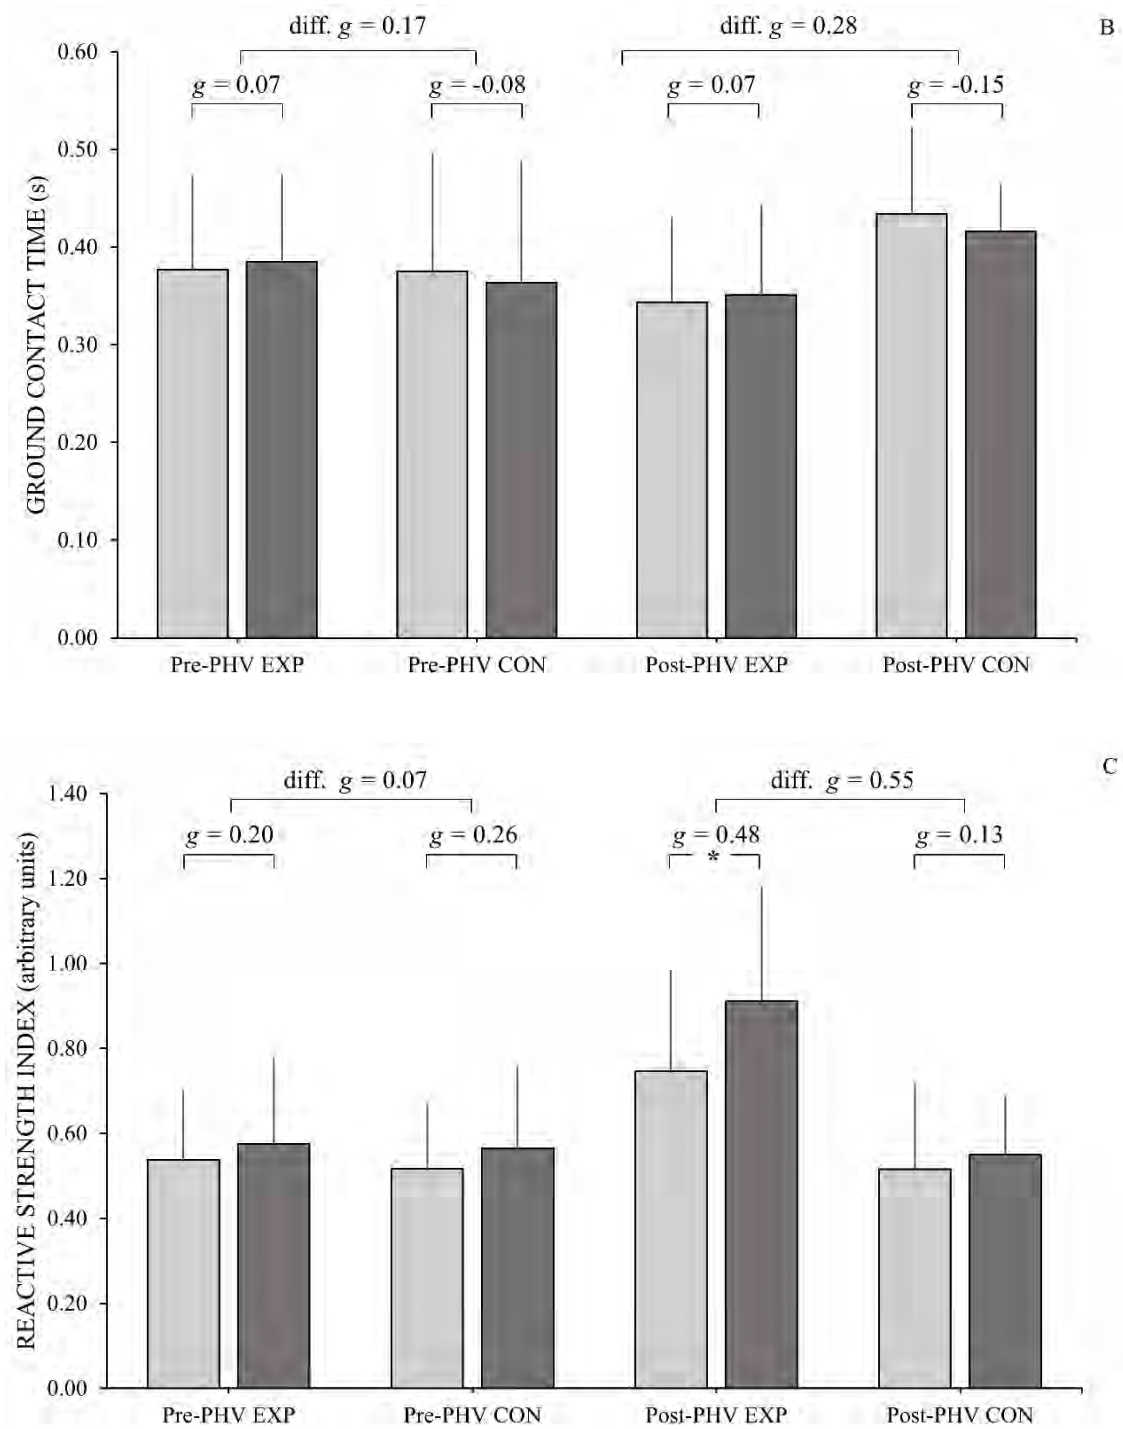 diff. g = 0.17
diff. g = 0.28
B
g = 0.07
g = -0.08
g = 0.07
g = -0.15
0.60
0.50
0.40
0.30
0.20
0.10
0.00
GROUND CONTACT TIME (s)
Pre-PHV EXP
Pre-PHV CON
Post-PHV EXP
Post-PHV CON
diff. g = 0.07
diff. g = 0.55
C
g = 0.20
g = 0.26
g = 0.48
g = 0.13
*
1.40
1.20
1.00
0.80
0.60
0.40
0.20
0.00
REACTIVE STRENGTH INDEX (arbitrary units)
Pre-PHV EXP
Pre-PHV CON
Post-PHV EXP
Post-PHV CON